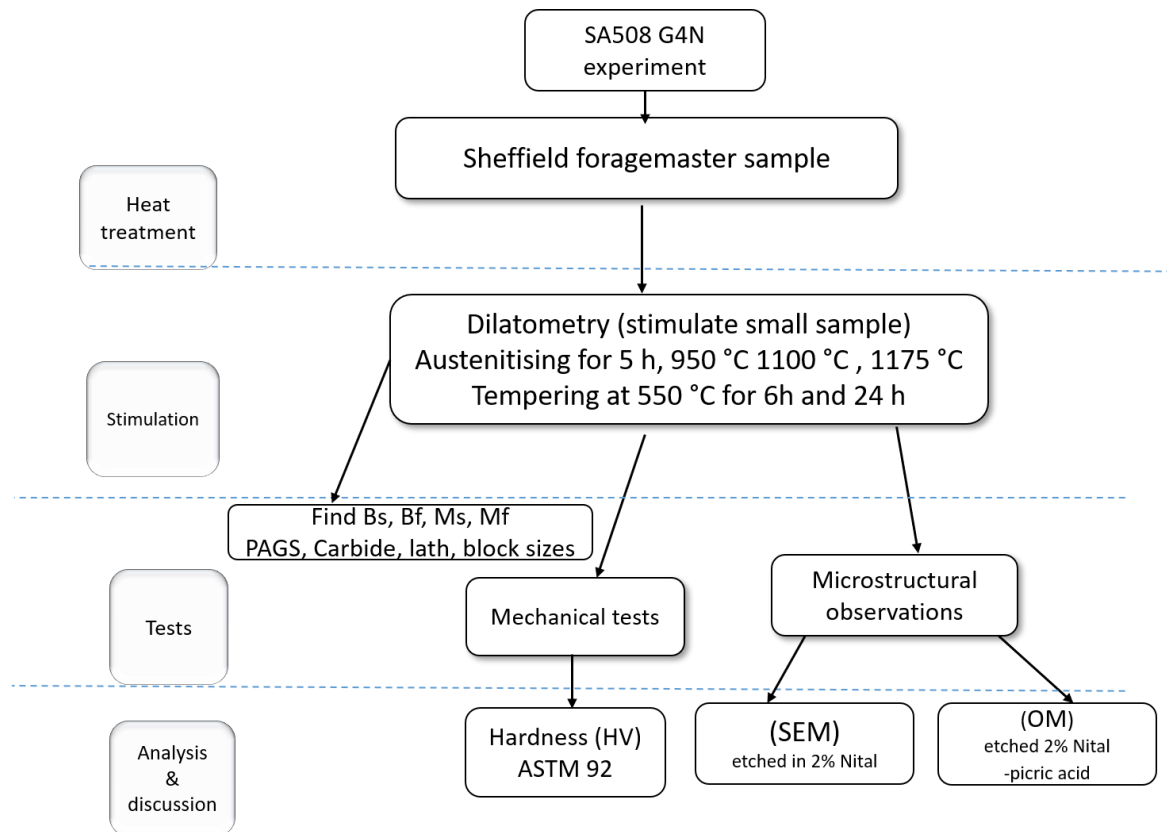 SA508 G4N
experiment
Sheffield foragemaster sample
Heat
treatment
Dilatometry (stimulate small sample)
Austenitising for 5 h, 950 °C 1100 °C , 1175 °C
Tempering at 550 °C for 6h and 24 h
Stimulation
Find Bs, Bf, Ms, Mf
PAGS, Carbide, lath, block sizes
Microstructural
observations
Mechanical tests
Tests
Hardness (HV)
ASTM 92
(SEM)
etched in 2% Nital
(OM)
etched 2% Nital
-picric acid
Analysis
&
discussion